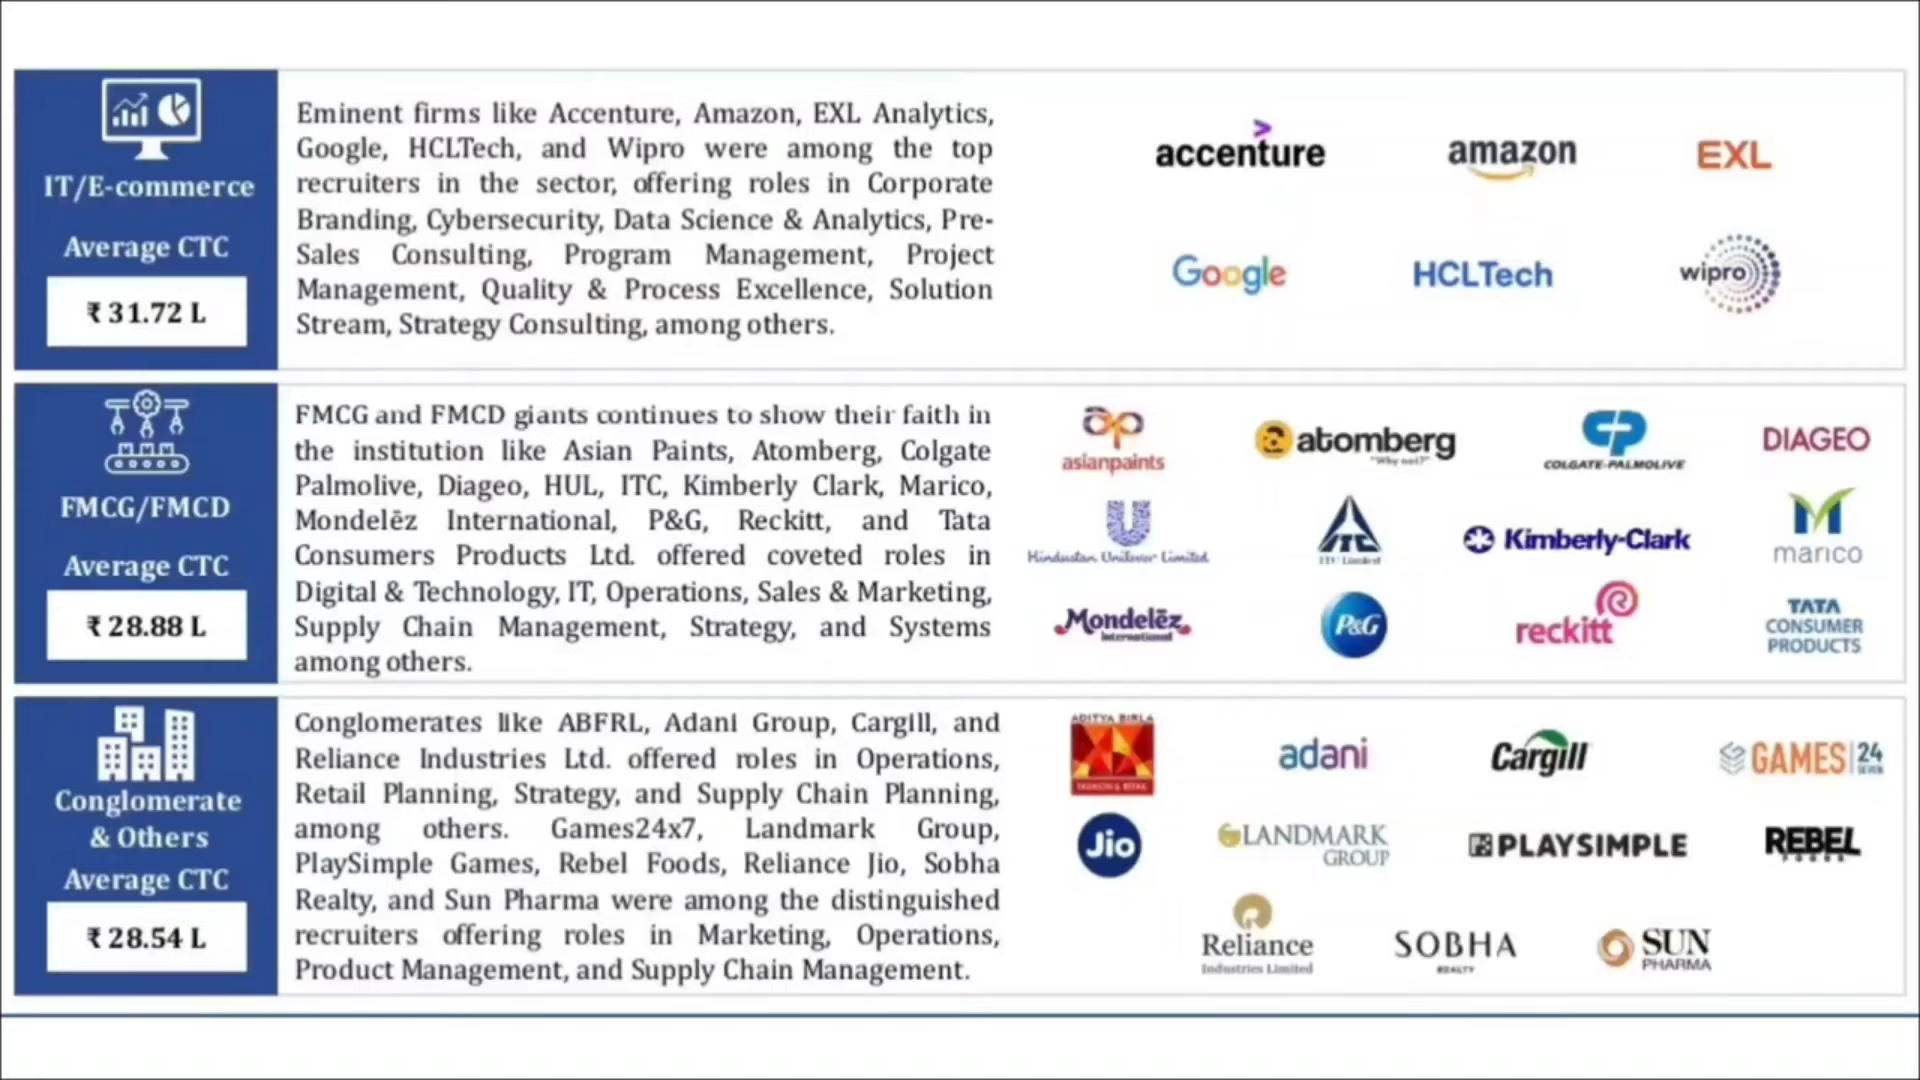 IT/E-commerce
Average CTC
₹ 31.72 L
Eminent firms like Accenture, Amazon, EXL Analytics,
Google, HCLTech, and Wipro were among the top
recruiters in the sector, offering roles in Corporate
Branding, Cybersecurity, Data Science & Analytics, Pre-
Sales Consulting, Program Management, Project
Management, Quality & Process Excellence, Solution
Stream, Strategy Consulting, among others.
accenture
amazon
EXL
Google
HCLTech
wipro
FMCG/FMCD
Average CTC
₹ 28.88 L
FMCG and FMCD giants continues to show their faith in
the institution like Asian Paints, Atomberg, Colgate
Palmolive, Diageo, HUL, ITC, Kimberly Clark, Marico,
Mondelēz International, P&G, Reckitt, and Tata
Consumers Products Ltd. offered coveted roles in
Digital & Technology, IT, Operations, Sales & Marketing,
Supply Chain Management, Strategy, and Systems
among others.
asianpaints
atomberg
"Why not?"
COLGATE-PALMOLIVE
DIAGEO
Hindustan Unilever Limited
ITC Limited
Kimberly-Clark
marico
Mondelēz
International
P&G
reckitt
TATA
CONSUMER
PRODUCTS
Conglomerate
& Others
Average CTC
₹ 28.54 L
Conglomerates like ABFRL, Adani Group, Cargill, and
Reliance Industries Ltd. offered roles in Operations,
Retail Planning, Strategy, and Supply Chain Planning,
among others. Games24x7, Landmark Group,
PlaySimple Games, Rebel Foods, Reliance Jio, Sobha
Realty, and Sun Pharma were among the distinguished
recruiters offering roles in Marketing, Operations,
Product Management, and Supply Chain Management.
ADITYA BIRLA
FASHION & RETAIL
adani
Cargill
GAMES 24
SEVEN
Jio
LANDMARK
GROUP
PLAYSIMPLE
REBEL
FOODS
Reliance
Industries Limited
SOBHA
REALTY
SUN
PHARMA